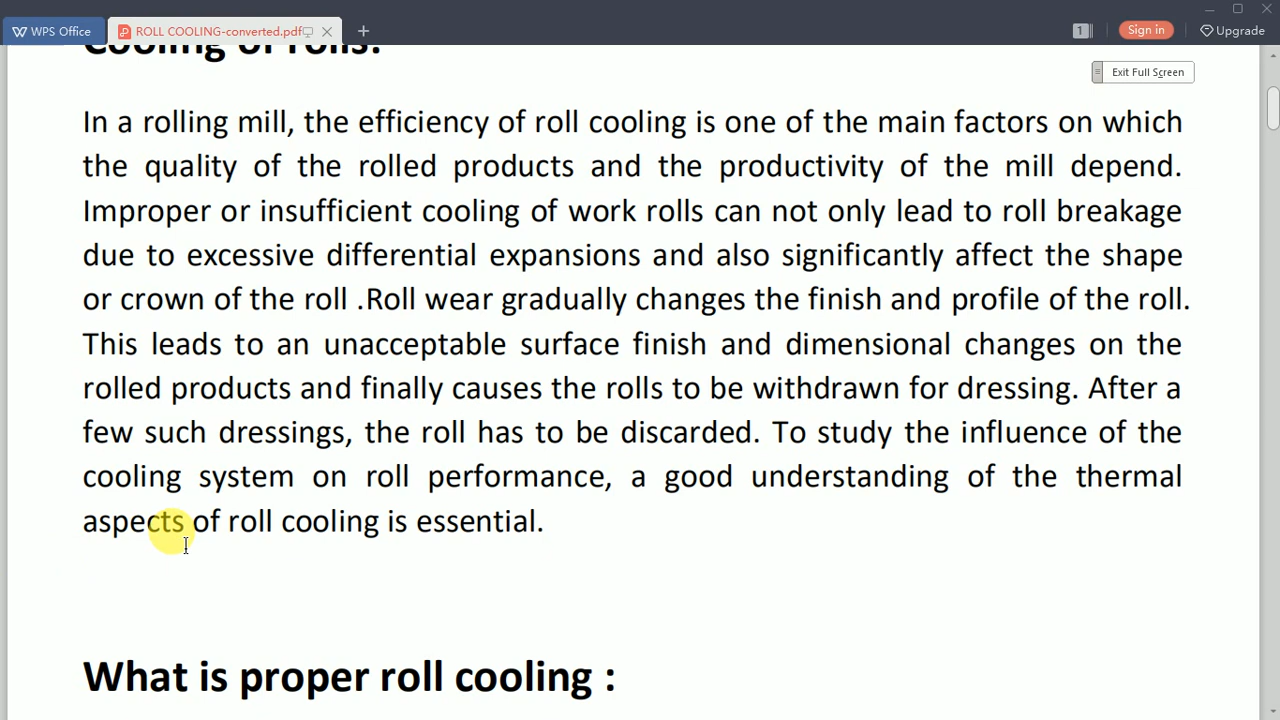 WPS Office
ROLL COOLING-converted.pdf
1
Sign in
Upgrade
Cooling of rolls:
Exit Full Screen
In a rolling mill, the efficiency of roll cooling is one of the main factors on which
the quality of the rolled products and the productivity of the mill depend.
Improper or insufficient cooling of work rolls can not only lead to roll breakage
due to excessive differential expansions and also significantly affect the shape
or crown of the roll .Roll wear gradually changes the finish and profile of the roll.
This leads to an unacceptable surface finish and dimensional changes on the
rolled products and finally causes the rolls to be withdrawn for dressing. After a
few such dressings, the roll has to be discarded. To study the influence of the
cooling system on roll performance, a good understanding of the thermal
aspects of roll cooling is essential.
What is proper roll cooling :